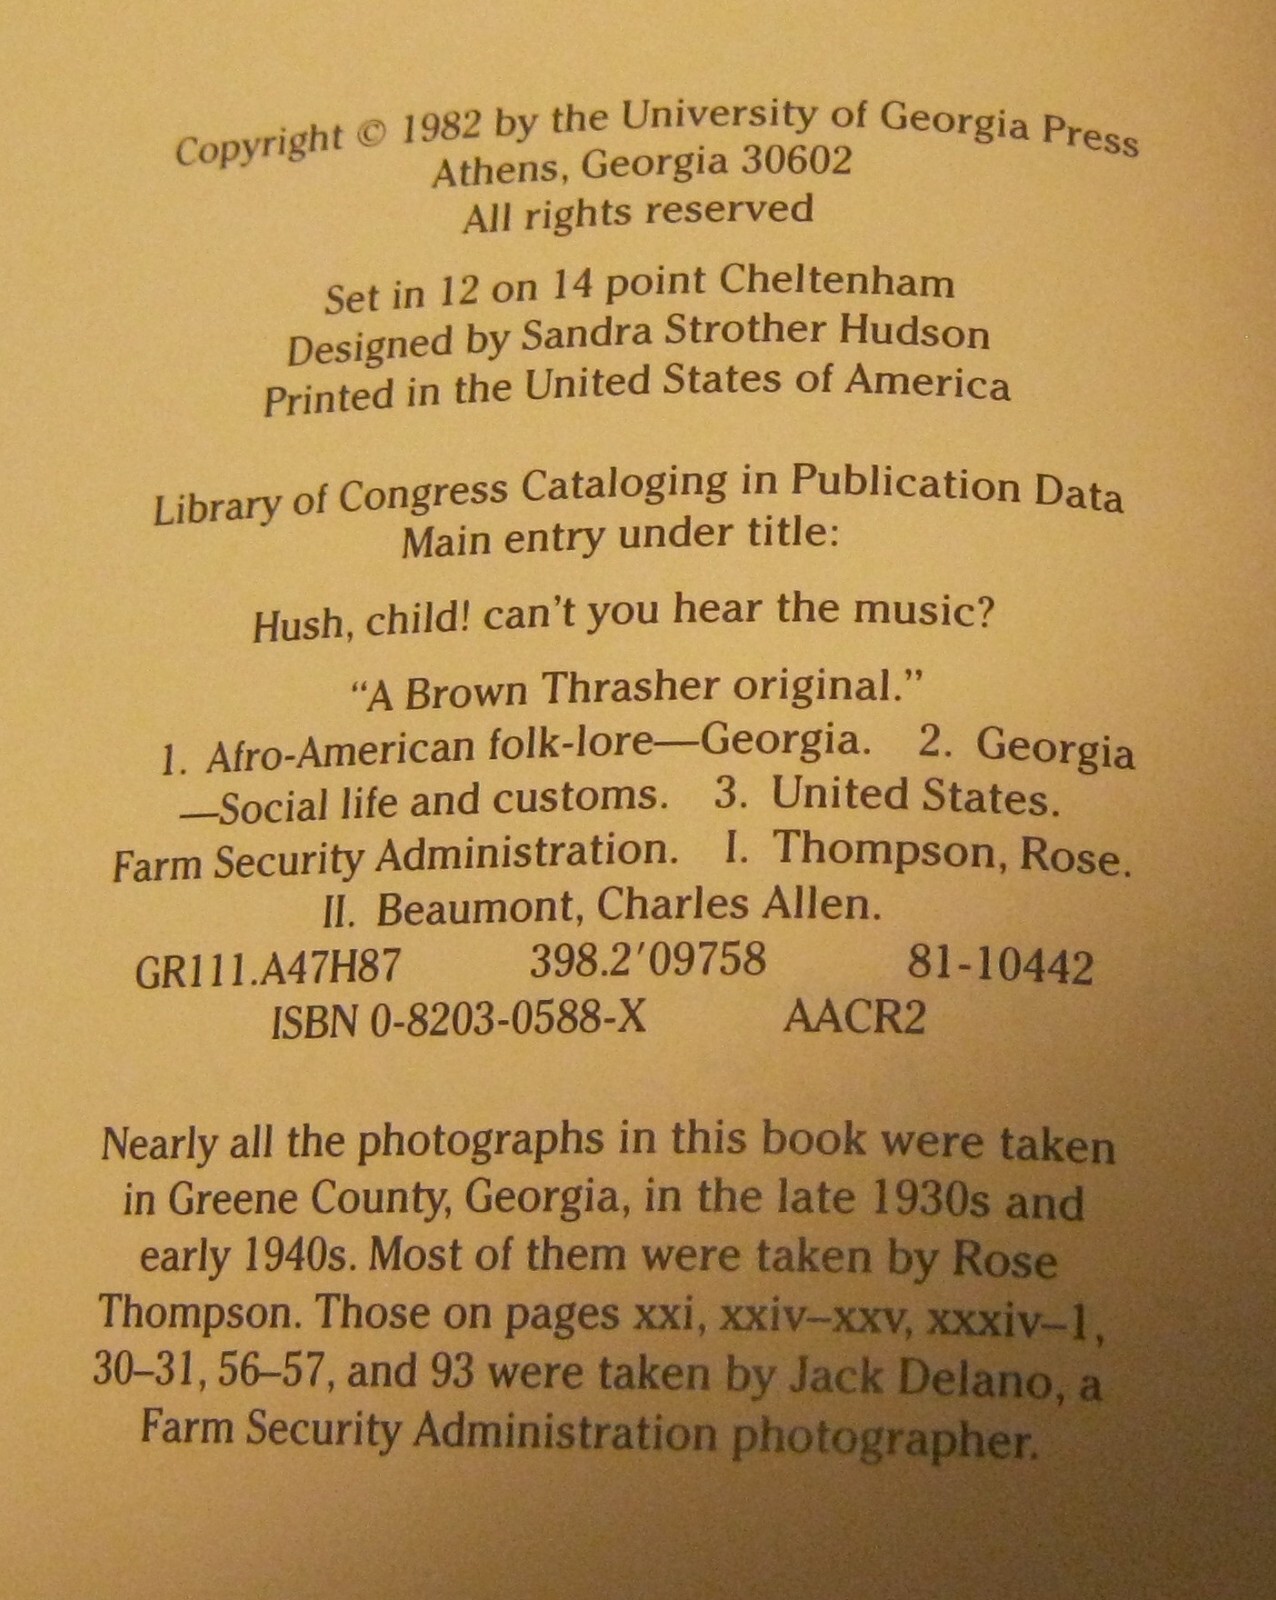 Copyright © 1982 by the University of Georgia Press
Athens, Georgia 30602
All rights reserved
Set in 12 on 14 point Cheltenham
Designed by Sandra Strother Hudson
Printed in the United States of America
Library of Congress Cataloging in Publication Data
Main entry under title:
Hush, child! can't you hear the music?
“A Brown Thrasher original.”
1. Afro-American folk-lore—Georgia. 2. Georgia
—Social life and customs. 3. United States.
Farm Security Administration. I. Thompson, Rose.
II. Beaumont, Charles Allen.
GR111.A47H87 398.2′09758 81-10442
ISBN 0-8203-0588-X AACR2
Nearly all the photographs in this book were taken
in Greene County, Georgia, in the late 1930s and
early 1940s. Most of them were taken by Rose
Thompson. Those on pages xxi, xxiv–xxv, xxxiv–1,
30–31, 56–57, and 93 were taken by Jack Delano, a
Farm Security Administration photographer.